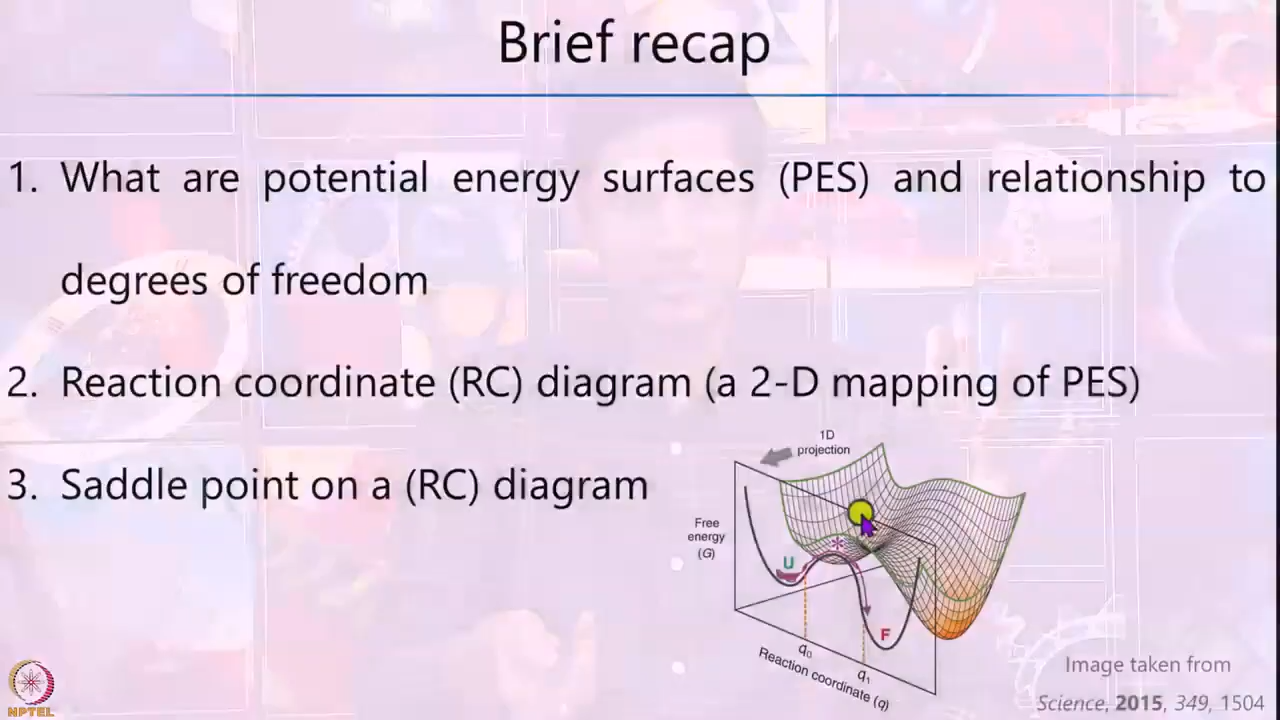 Brief recap
1. What are potential energy surfaces (PES) and relationship to
degrees of freedom
2. Reaction coordinate (RC) diagram (a 2-D mapping of PES)
3. Saddle point on a (RC) diagram
1D
projection
Free
energy
(G)
U
*
F
q0
q1
Reaction coordinate (q)
Image taken from
Science, 2015, 349, 1504
NPTEL